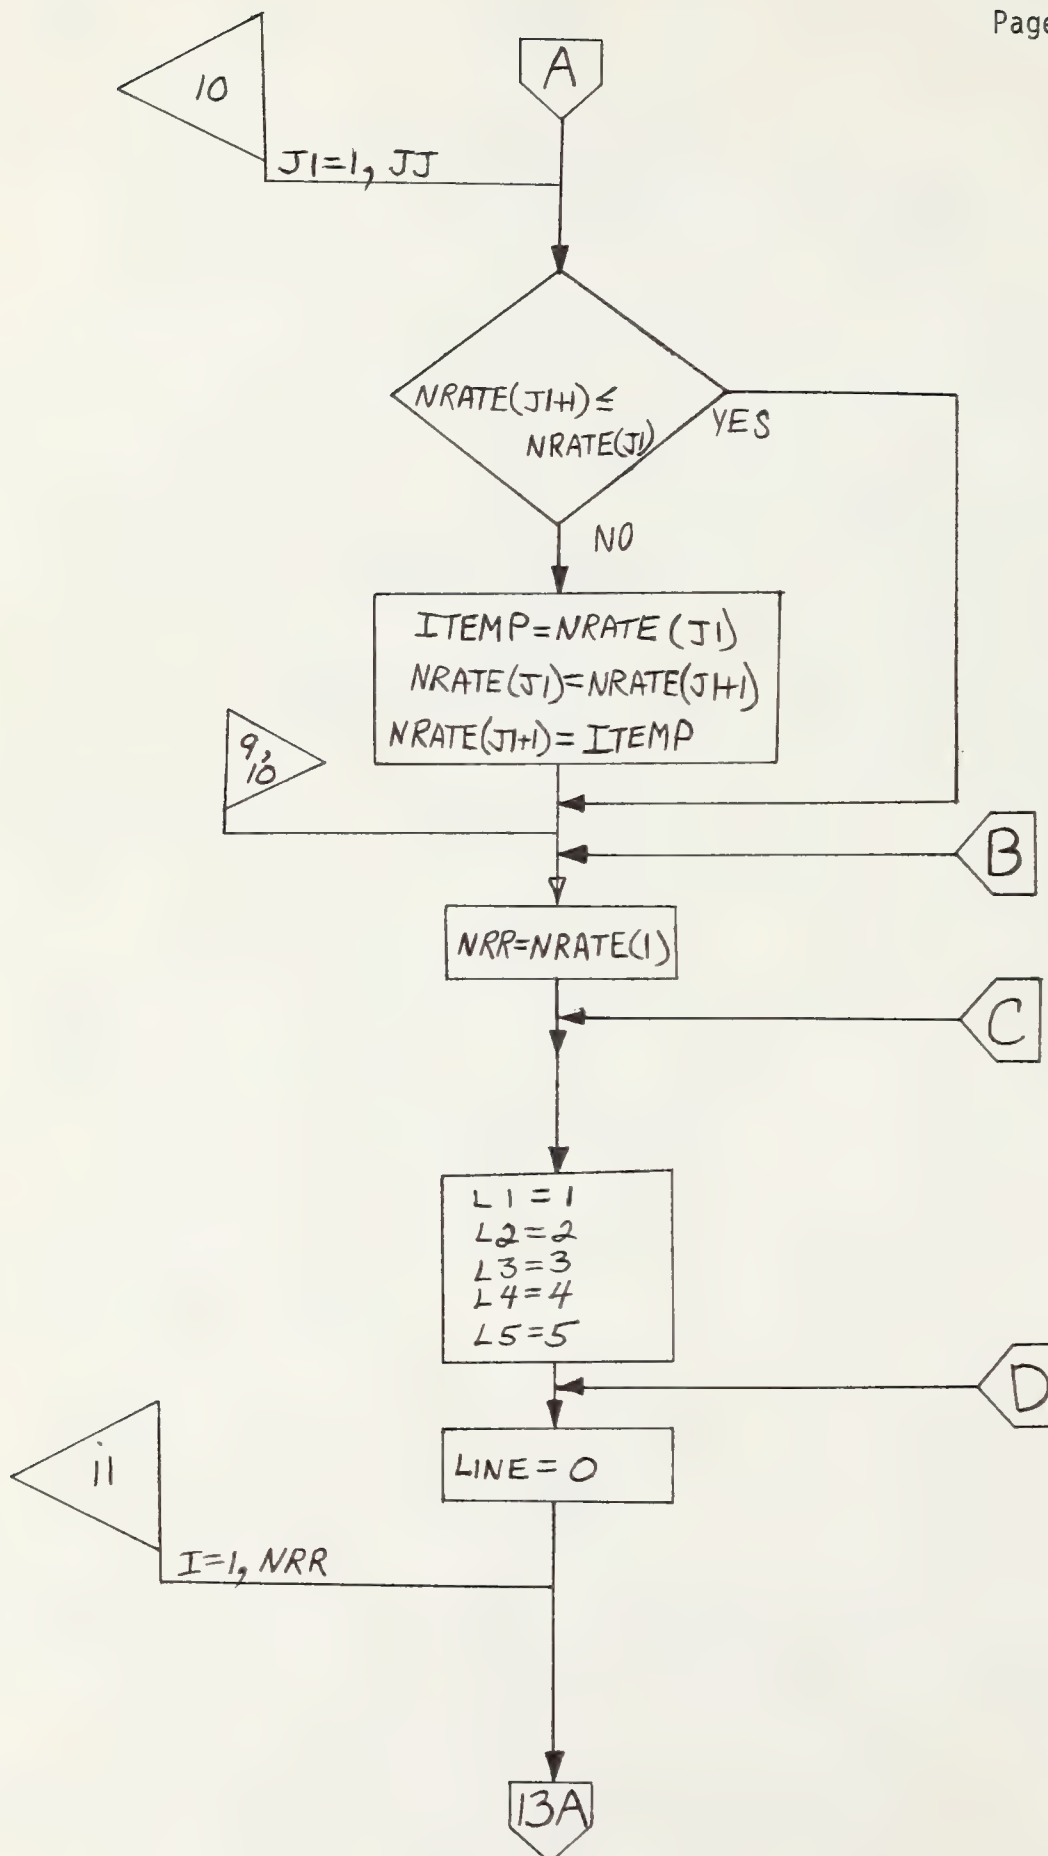 Page
A
10
J1=1, JJ
NRATE(J1+1)≤
NRATE(J1)
YES
NO
ITEMP=NRATE(J1)
NRATE(J1)=NRATE(J1+1)
NRATE(J1+1)=ITEMP
9,
10
B
NRR=NRATE(1)
C
L1=1
L2=2
L3=3
L4=4
L5=5
D
LINE=0
11
I=1, NRR
13A